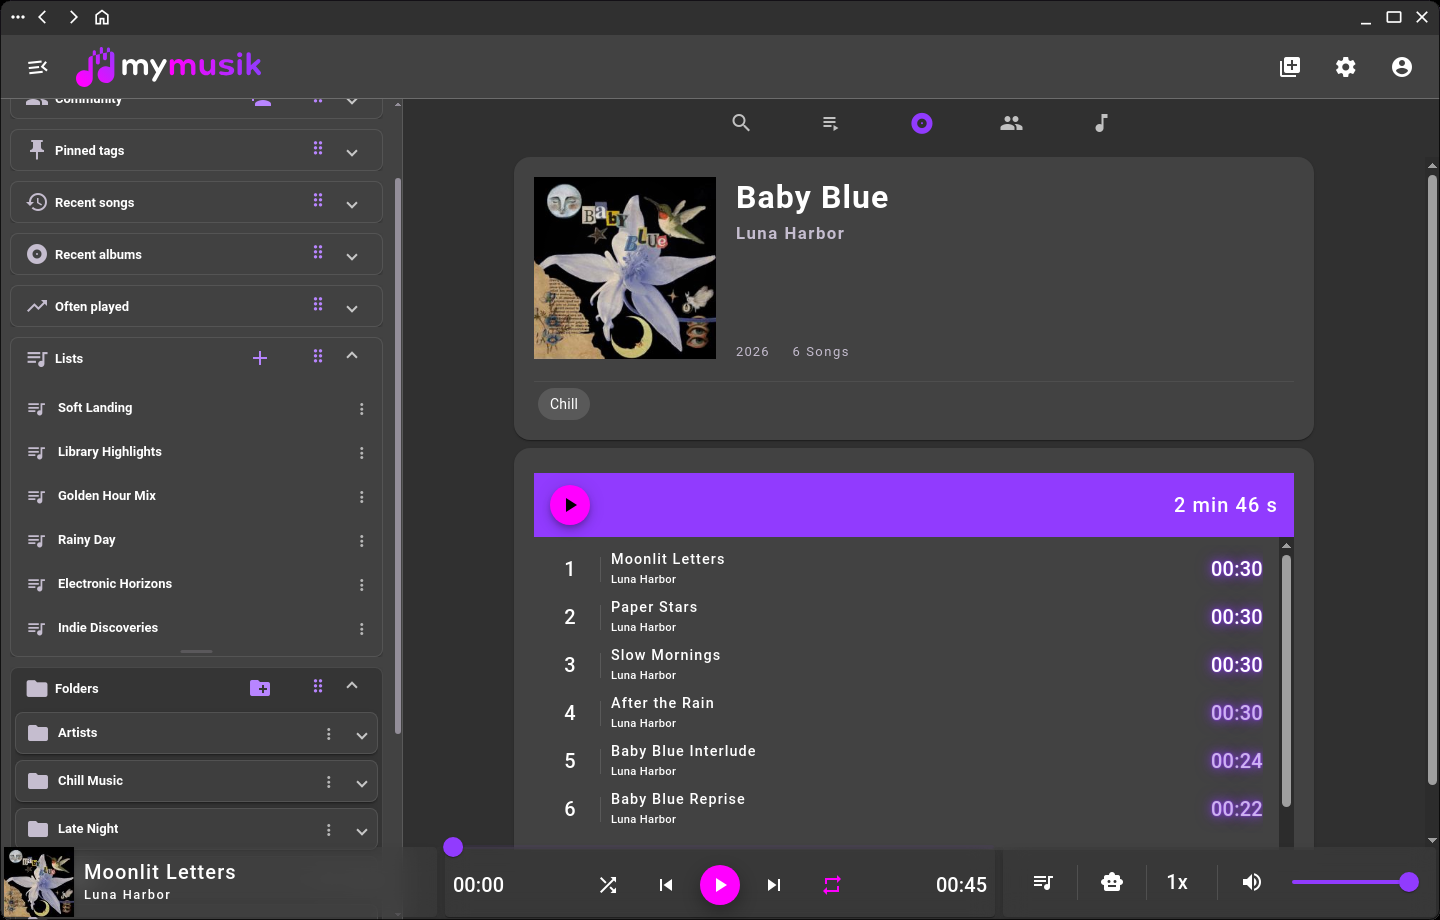 mymusik
Community
Pinned tags
Recent songs
Recent albums
Often played
Lists
Soft Landing
Library Highlights
Golden Hour Mix
Rainy Day
Electronic Horizons
Indie Discoveries
Folders
Artists
Chill Music
Late Night
Baby
Blue
Baby Blue
Luna Harbor
2026 6 Songs
Chill
2 min 46 s
1 Moonlit Letters 00:30
Luna Harbor
2 Paper Stars 00:30
Luna Harbor
3 Slow Mornings 00:30
Luna Harbor
4 After the Rain 00:30
Luna Harbor
5 Baby Blue Interlude 00:24
Luna Harbor
6 Baby Blue Reprise 00:22
Luna Harbor
Moonlit Letters
Luna Harbor
00:00
00:45
1x